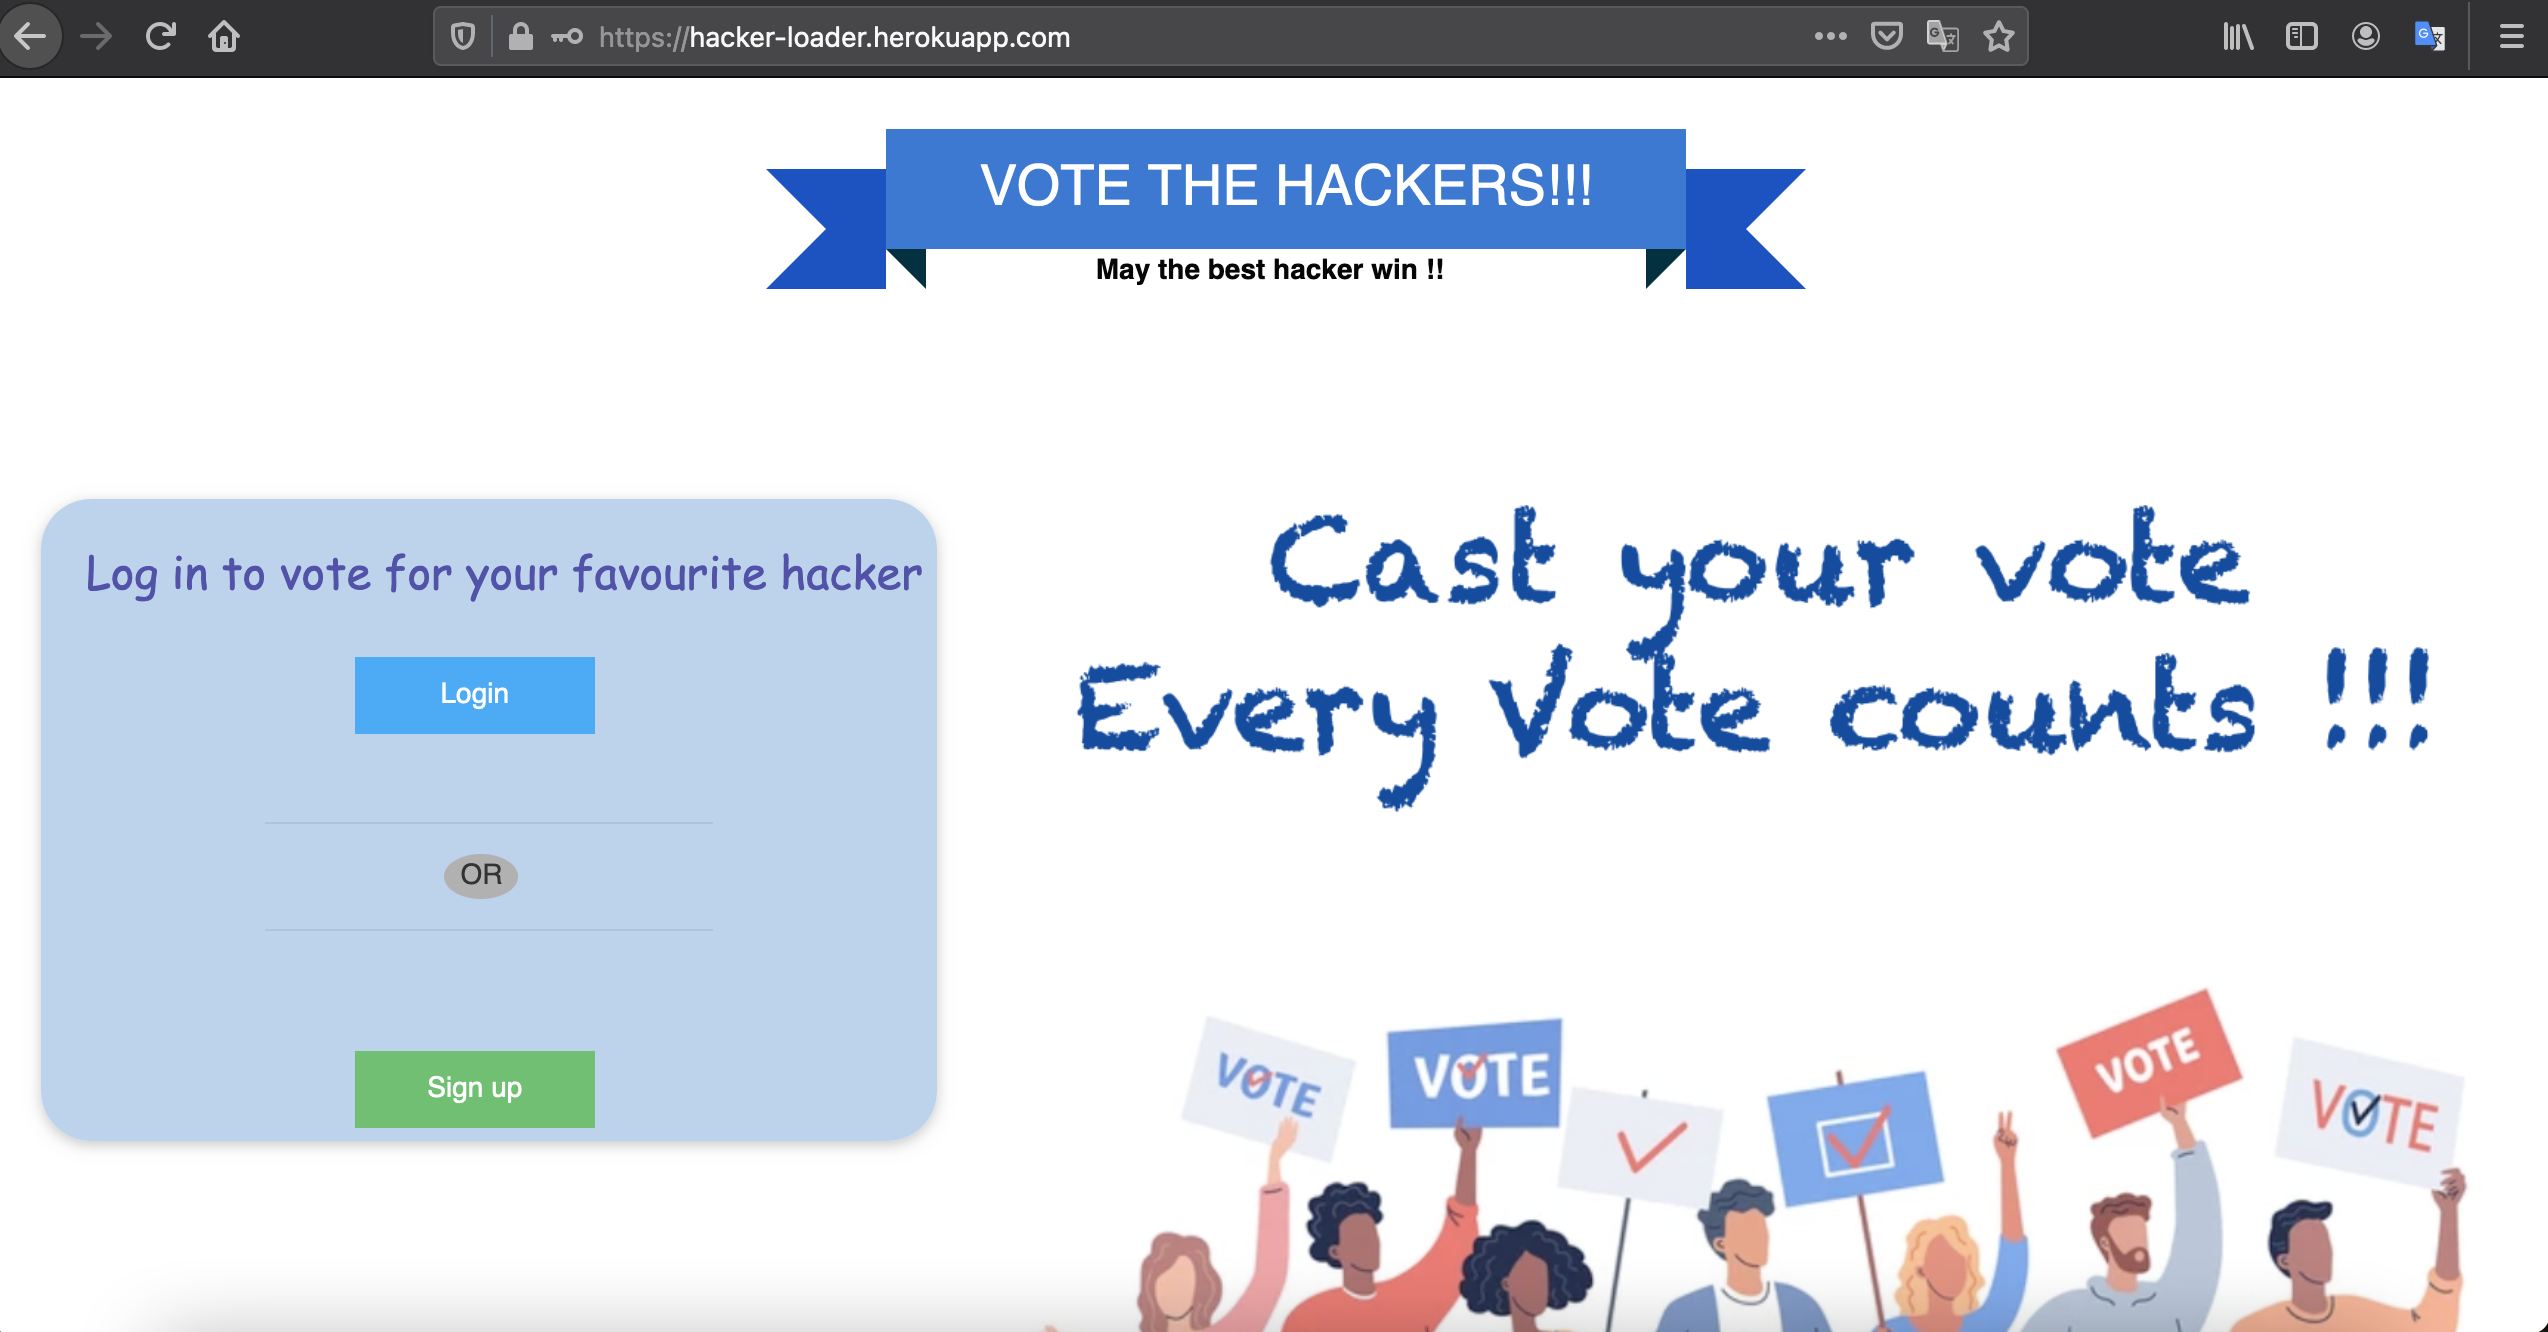 https://hacker-loader.herokuapp.com
VOTE THE HACKERS!!!
May the best hacker win !!
Log in to vote for your favourite hacker
Login
OR
Sign up
Cast your vote
Every Vote counts !!!
VOTE
VOTE
VOTE
VOTE